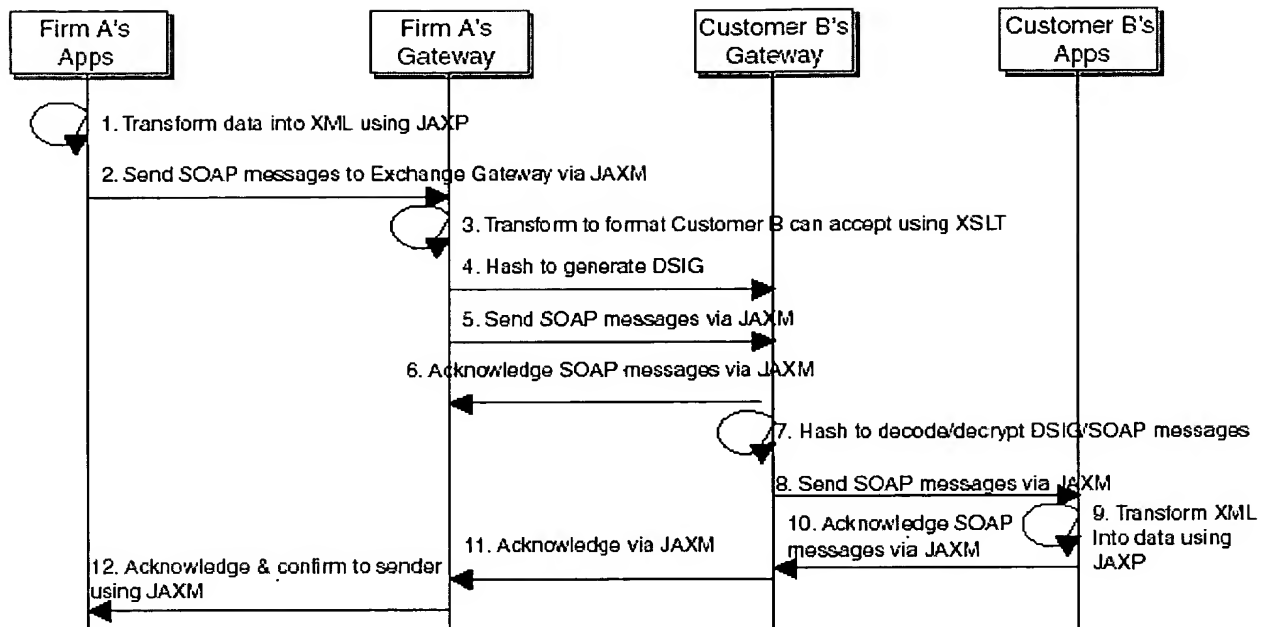 Firm A's
Apps
Firm A's
Gateway
Customer B's
Gateway
Customer B's
Apps
1. Transform data into XML using JAXP
2. Send SOAP messages to Exchange Gateway via JAXM
3. Transform to format Customer B can accept using XSLT
4. Hash to generate DSIG
5. Send SOAP messages via JAXM
6. Acknowledge SOAP messages via JAXM
7. Hash to decode/decrypt DSIG/SOAP messages
8. Send SOAP messages via JAXM
9. Transform XML
Into data using
JAXP
10. Acknowledge SOAP
messages via JAXM
11. Acknowledge via JAXM
12. Acknowledge & confirm to sender
using JAXM